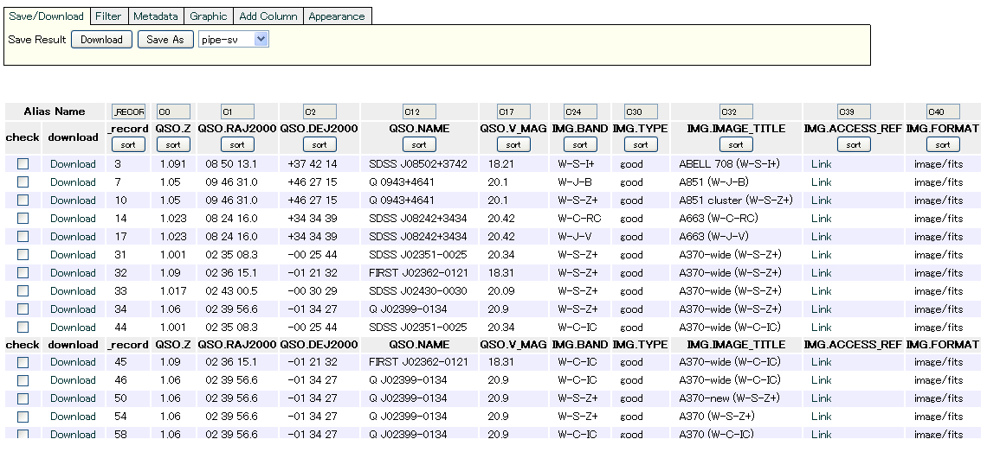 Save/Download Filter Metadata Graphic Add Column Appearance
Save Result Download Save As pipe-sv
Alias Name _RECOR C0 C1 C2 C12 C17 C24 C30 C32 C39 C40
check download _record QSO.Z QSO.RAJ2000 QSO.DEJ2000 QSO.NAME QSO.V_MAG IMG.BAND IMG.TYPE IMG.IMAGE_TITLE IMG.ACCESS_REF IMG.FORMAT
sort sort sort sort sort sort sort sort sort sort sort
Download 3 1.091 08 50 13.1 +37 42 14 SDSS J08502+3742 18.21 W-S-I+ good ABELL 708 (W-S-I+) Link image/fits
Download 7 1.05 09 46 31.0 +46 27 15 Q 0943+4641 20.1 W-J-B good A851 (W-J-B) Link image/fits
Download 10 1.05 09 46 31.0 +46 27 15 Q 0943+4641 20.1 W-S-Z+ good A851 cluster (W-S-Z+) Link image/fits
Download 14 1.023 08 24 16.0 +34 34 39 SDSS J08242+3434 20.42 W-C-RC good A663 (W-C-RC) Link image/fits
Download 17 1.023 08 24 16.0 +34 34 39 SDSS J08242+3434 20.42 W-J-V good A663 (W-J-V) Link image/fits
Download 31 1.001 02 35 08.3 -00 25 44 SDSS J02351-0025 20.34 W-S-Z+ good A370-wide (W-S-Z+) Link image/fits
Download 32 1.09 02 36 15.1 -01 21 32 FIRST J02362-0121 18.31 W-S-Z+ good A370-wide (W-S-Z+) Link image/fits
Download 33 1.017 02 43 00.5 -00 30 29 SDSS J02430-0030 20.09 W-S-Z+ good A370-wide (W-S-Z+) Link image/fits
Download 34 1.06 02 39 56.6 -01 34 27 Q J02399-0134 20.9 W-S-Z+ good A370-wide (W-S-Z+) Link image/fits
Download 44 1.001 02 35 08.3 -00 25 44 SDSS J02351-0025 20.34 W-C-IC good A370-wide (W-C-IC) Link image/fits
check download _record QSO.Z QSO.RAJ2000 QSO.DEJ2000 QSO.NAME QSO.V_MAG IMG.BAND IMG.TYPE IMG.IMAGE_TITLE IMG.ACCESS_REF IMG.FORMAT
Download 45 1.09 02 36 15.1 -01 21 32 FIRST J02362-0121 18.31 W-C-IC good A370-wide (W-C-IC) Link image/fits
Download 46 1.06 02 39 56.6 -01 34 27 Q J02399-0134 20.9 W-C-IC good A370-wide (W-C-IC) Link image/fits
Download 50 1.06 02 39 56.6 -01 34 27 Q J02399-0134 20.9 W-S-Z+ good A370-new (W-S-Z+) Link image/fits
Download 54 1.06 02 39 56.6 -01 34 27 Q J02399-0134 20.9 W-S-Z+ good A370 (W-S-Z+) Link image/fits
Download 58 1.06 02 39 56.6 -01 34 27 Q J02399-0134 20.9 W-C-IC good A370 (W-C-IC) Link image/fits